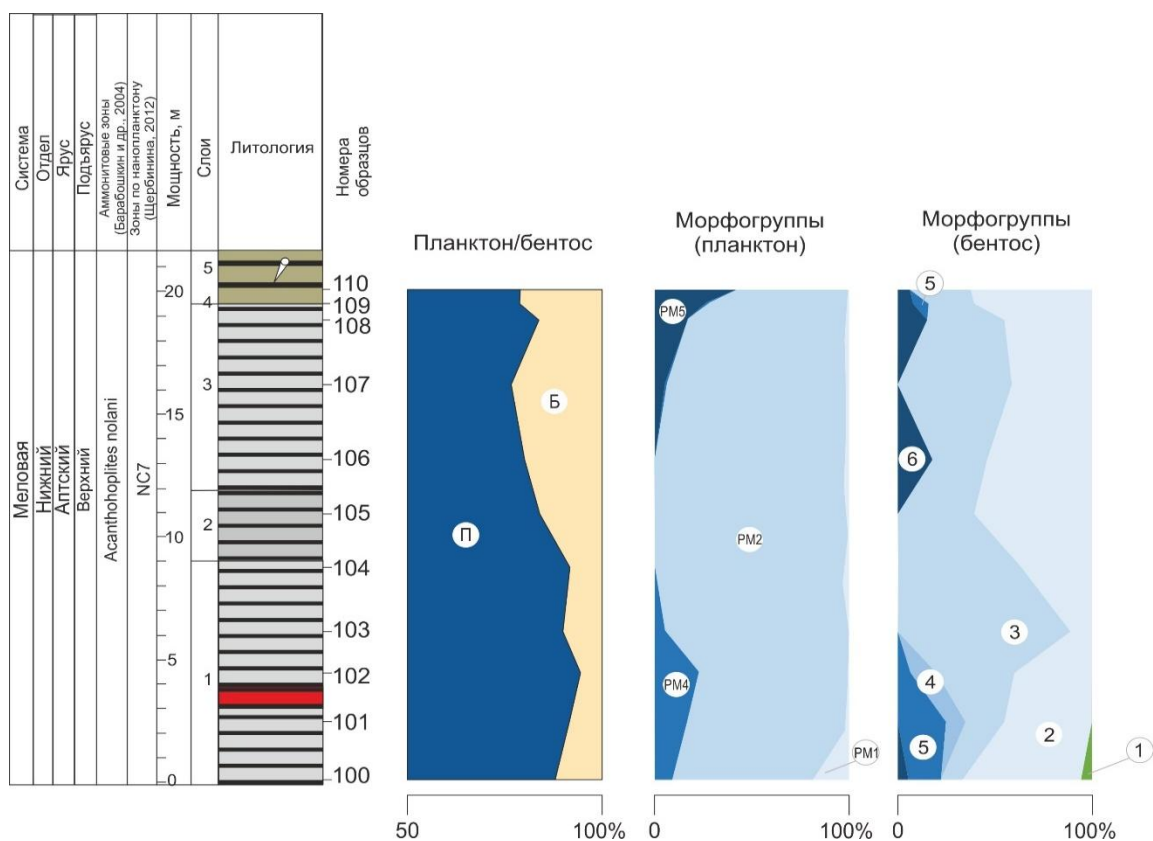 Система
Отдел
Ярус
Подъярус
Аммонитовые зоны
(Барабошкин и др., 2004)
Зоны по нанопланктону
(Щербинина, 2012)
Мощность, м
Слои
Литология
Номера
образцов
Меловая
Нижний
Аптский
Верхний
Acanthohoplites nolani
NC7
20
15
10
5
0
5
4
3
2
1
110
109
108
107
106
105
104
103
102
101
100
Планктон/бентос
Б
П
50
100%
Морфогруппы
(планктон)
PM5
PM2
PM4
PM1
0
100%
Морфогруппы
(бентос)
5
6
3
4
2
5
1
0
100%